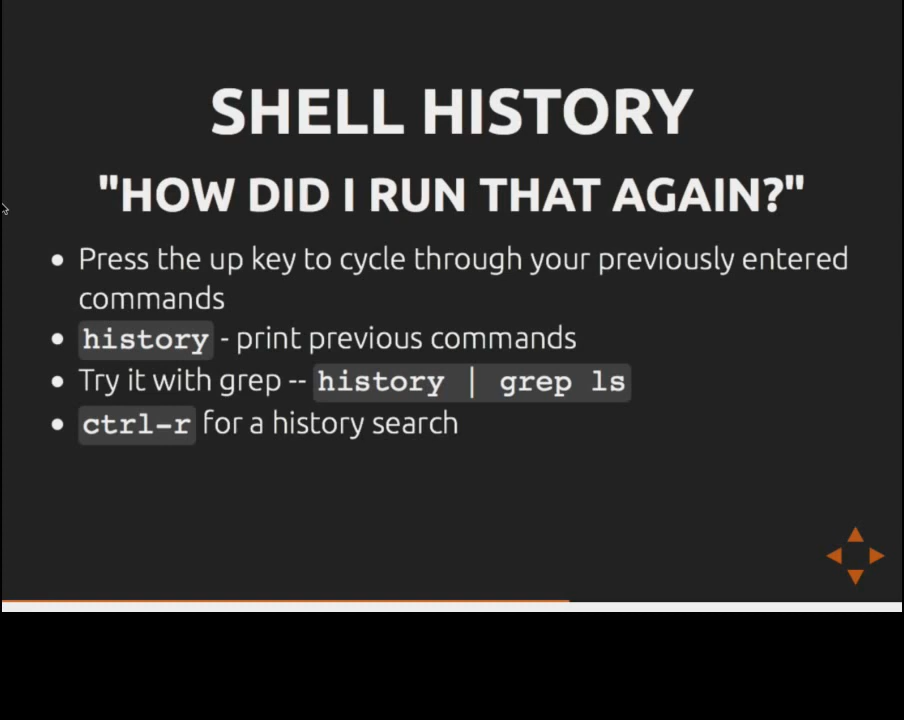 SHELL HISTORY
"HOW DID I RUN THAT AGAIN?"
Press the up key to cycle through your previously entered
commands
history - print previous commands
Try it with grep -- history | grep ls
ctrl-r for a history search